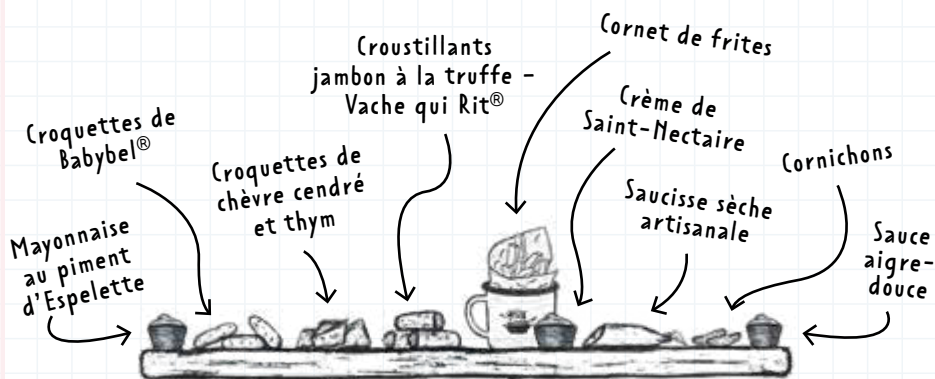 Cornet de frites
Croustillants
jambon à la truffe -
Vache qui Rit®
Crème de
Saint-Nectaire
Croquettes de
Babybel®
Croquettes de
chèvre cendré
et thym
Cornichons
Saucisse sèche
artisanale
Mayonnaise
au piment
d'Espelette
Sauce
aigre-
douce